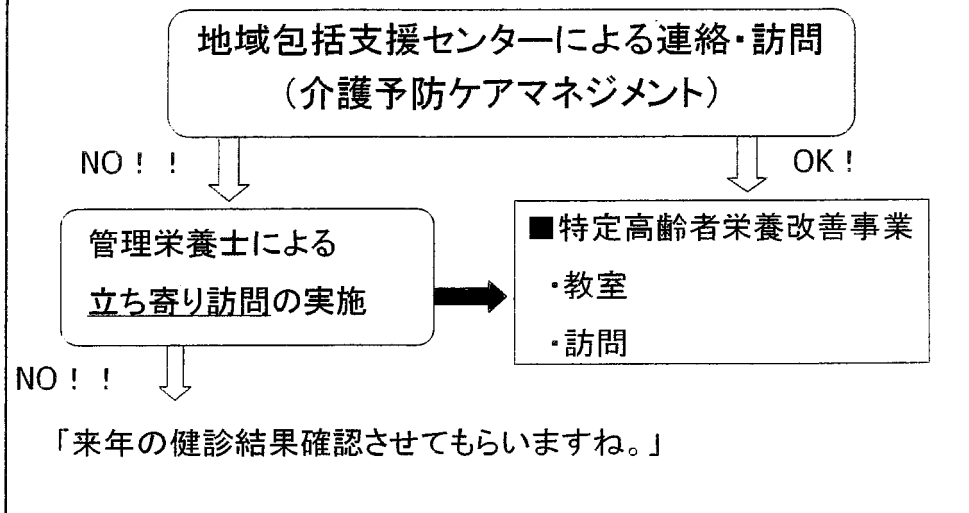 地域包括支援センターによる連絡・訪問
（介護予防ケアマネジメント）
NO！！
OK！
管理栄養士による
立ち寄り訪問の実施
■特定高齢者栄養改善事業
・教室
・訪問
NO！！
「来年の健診結果確認させてもらいますね。」